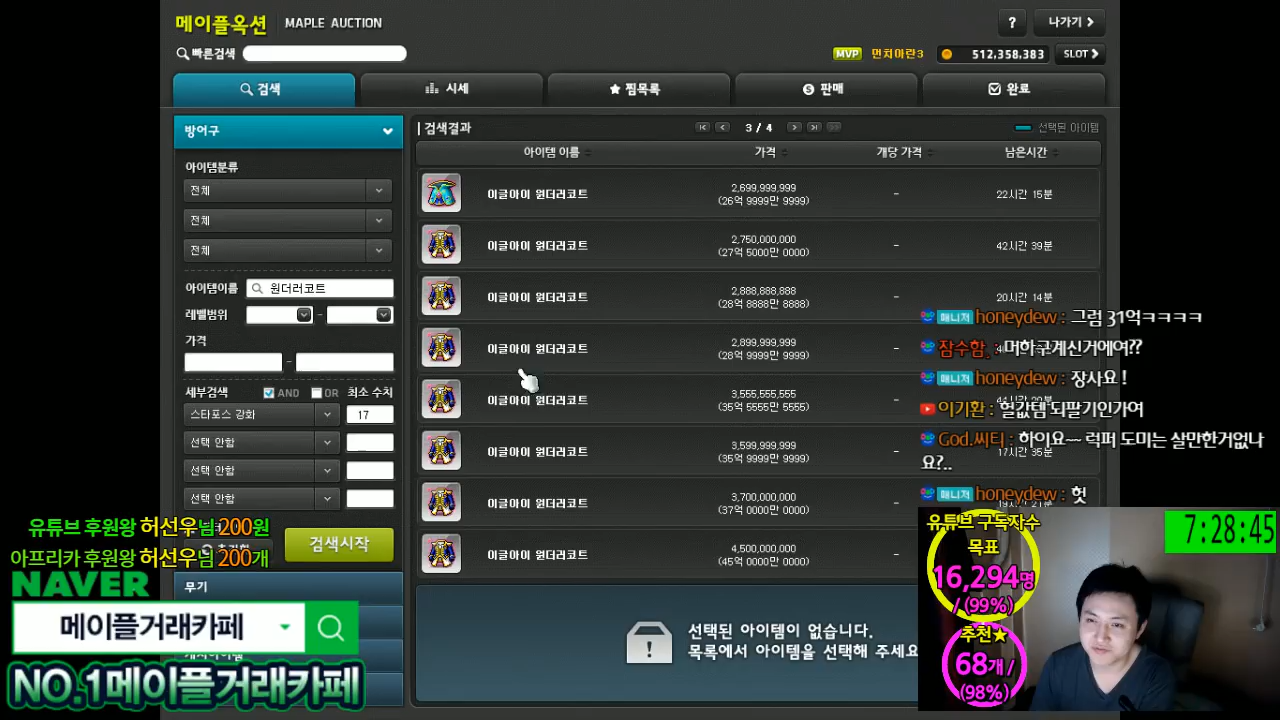 메이플옥션 MAPLE AUCTION
? 나가기
빠른검색
MVP 먼치아란3 512,358,383 SLOT
검색 시세 찜목록 판매 완료
방어구
아이템분류
전체
전체
전체
아이템이름 원더러코트
레벨범위 -
가격
-
세부검색 AND OR 최소 수치
스타포스 강화 17
선택 안함
선택 안함
선택 안함
검색시작
무기
검색결과 3 / 4 선택된 아이템
아이템 이름 가격 개당 가격 남은시간
이글아이 원더러코트 2,699,999,999 (26억 9999만 9999) - 22시간 15분
이글아이 원더러코트 2,750,000,000 (27억 5000만 0000) - 42시간 39분
이글아이 원더러코트 2,888,888,888 (28억 8888만 8888) - 20시간 14분
이글아이 원더러코트 2,899,999,999 (28억 9999만 9999) -
이글아이 원더러코트 3,555,555,555 (35억 5555만 5555) -
이글아이 원더러코트 3,599,999,999 (35억 9999만 9999) - 17시간 35분
이글아이 원더러코트 3,700,000,000 (37억 0000만 0000) -
이글아이 원더러코트 4,500,000,000 (45억 0000만 0000) -
선택된 아이템이 없습니다.
목록에서 아이템을 선택해 주세요
매니저 honeydew : 그럼 31억ㅋㅋㅋㅋ
잠수함_ : 머하구계신거에여??
매니저 honeydew : 장사요!
이기환 : 헐값템 되팔기인가여
God.씨티 : 하이요~~ 럭퍼 도미는 살만한거없나
요?..
매니저 honeydew : 헛
유튜브 후원왕 허선우님 200원
아프리카 후원왕 허선우님 200개
NAVER
메이플거래카페
NO.1메이플거래카페
유튜브 구독자수
목표
16,294명
/ (99%)
추천★
68개 /
(98%)
7:28:45